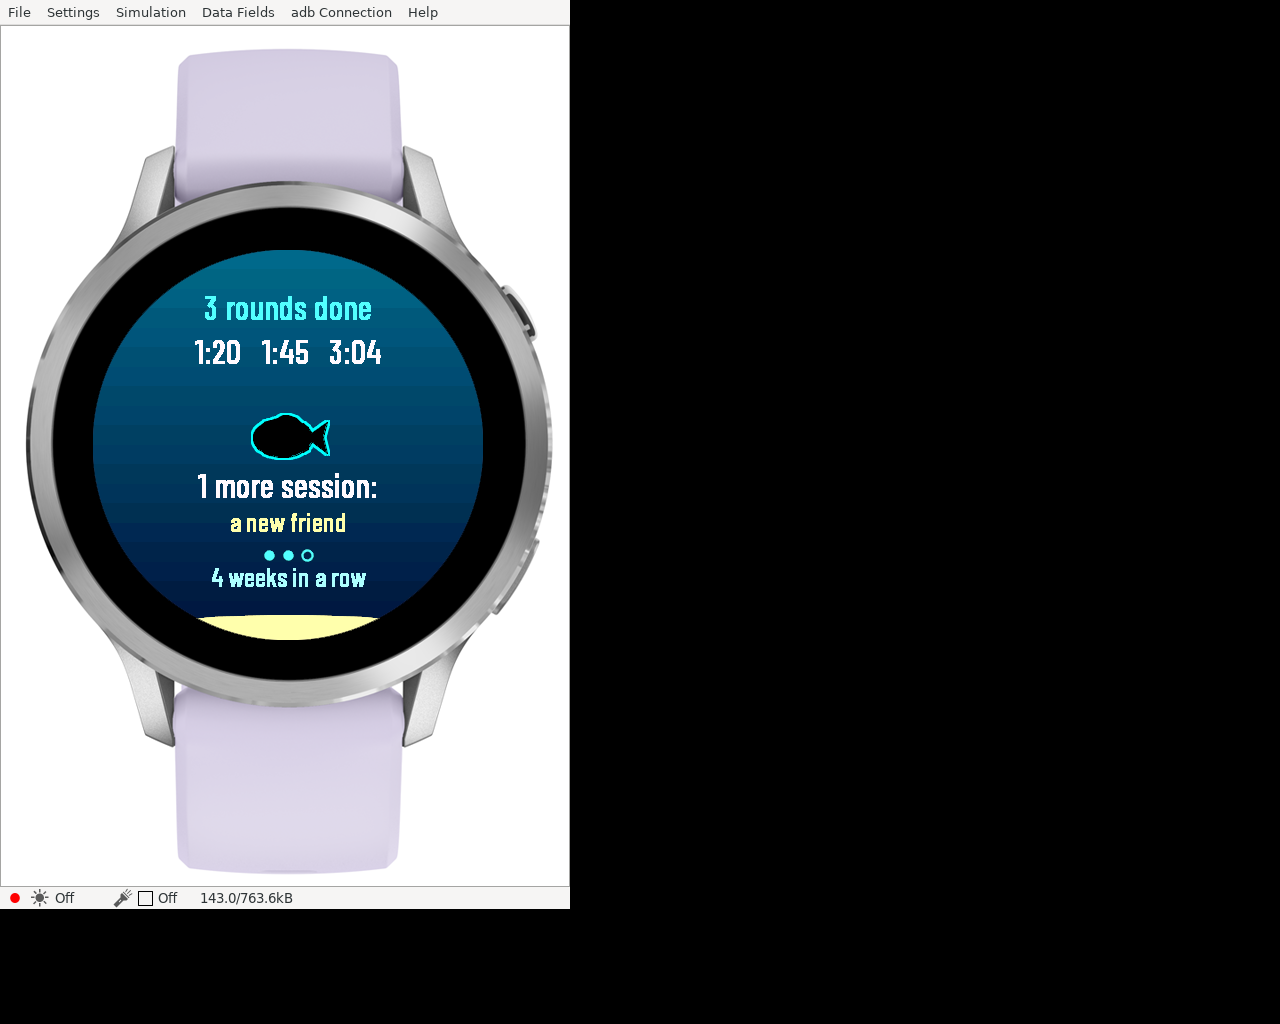 File Settings Simulation Data Fields adb Connection Help
3 rounds done
1:20 1:45 3:04
1 more session:
a new friend
4 weeks in a row
Off Off 143.0/763.6kB